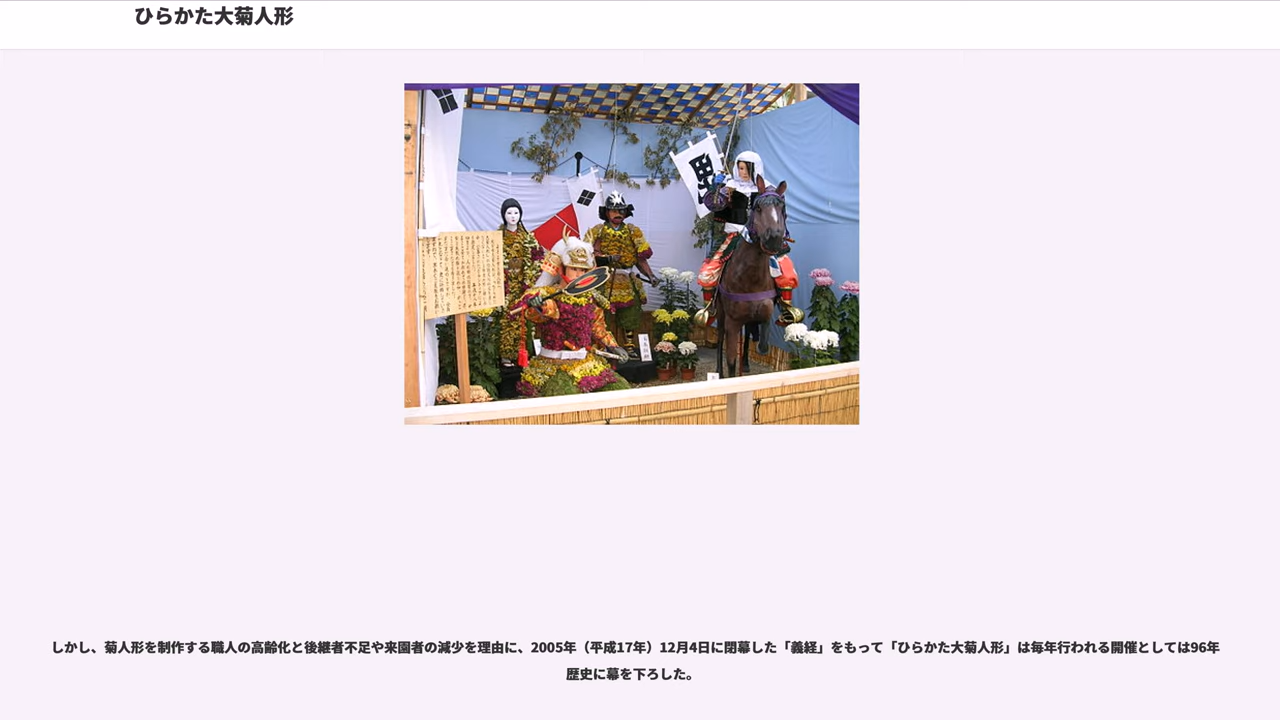 ひらかた大菊人形
しかし、菊人形を制作する職人の高齢化と後継者不足や来園者の減少を理由に、2005年（平成17年）12月4日に閉幕した「義経」をもって「ひらかた大菊人形」は毎年行われる開催としては96年
歴史に幕を下ろした。